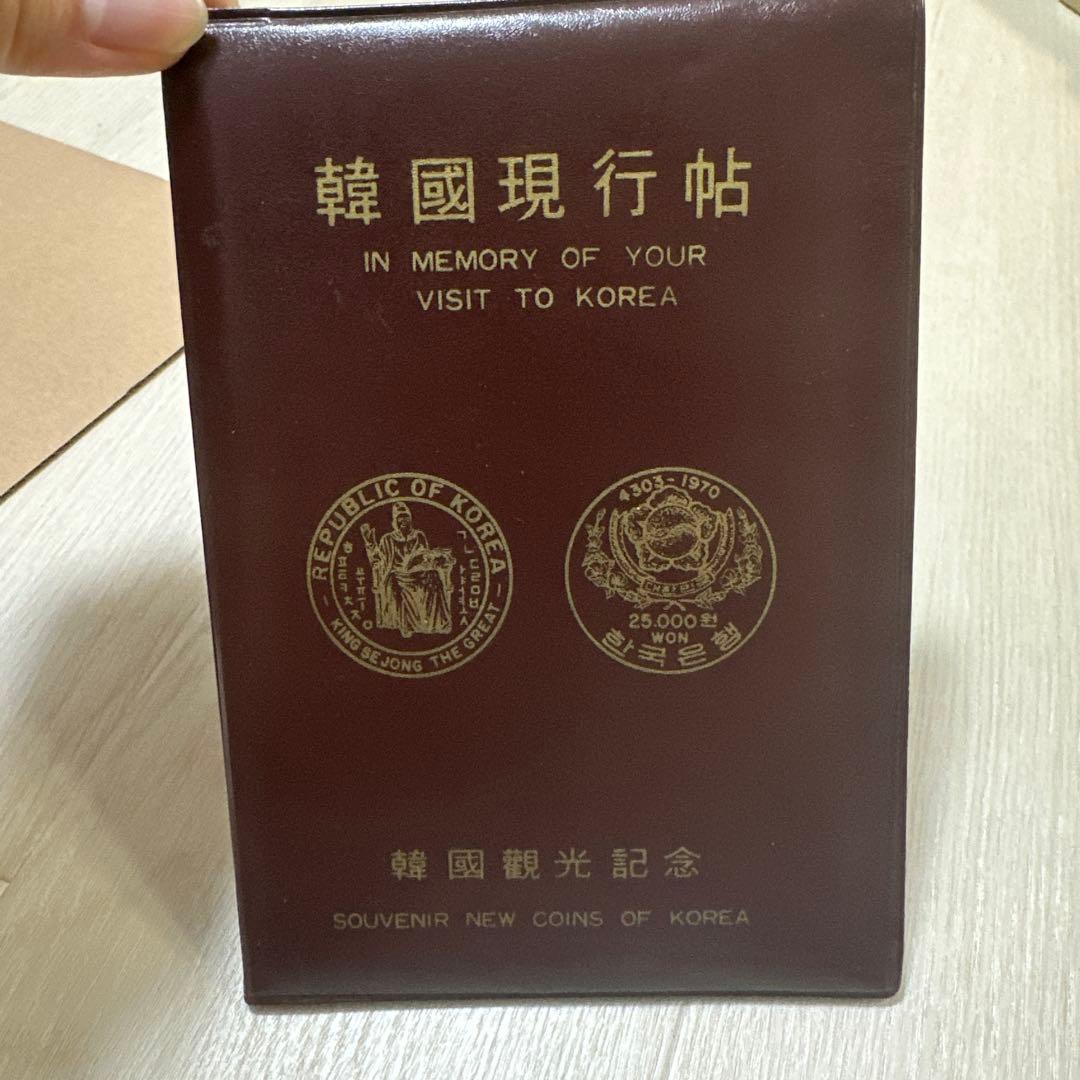 韓國現行帖
IN MEMORY OF YOUR
VISIT TO KOREA
REPUBLIC OF KOREA
KING SEJONG THE GREAT
4303-1970
25.000원
WON
한국은행
韓國觀光記念
SOUVENIR NEW COINS OF KOREA